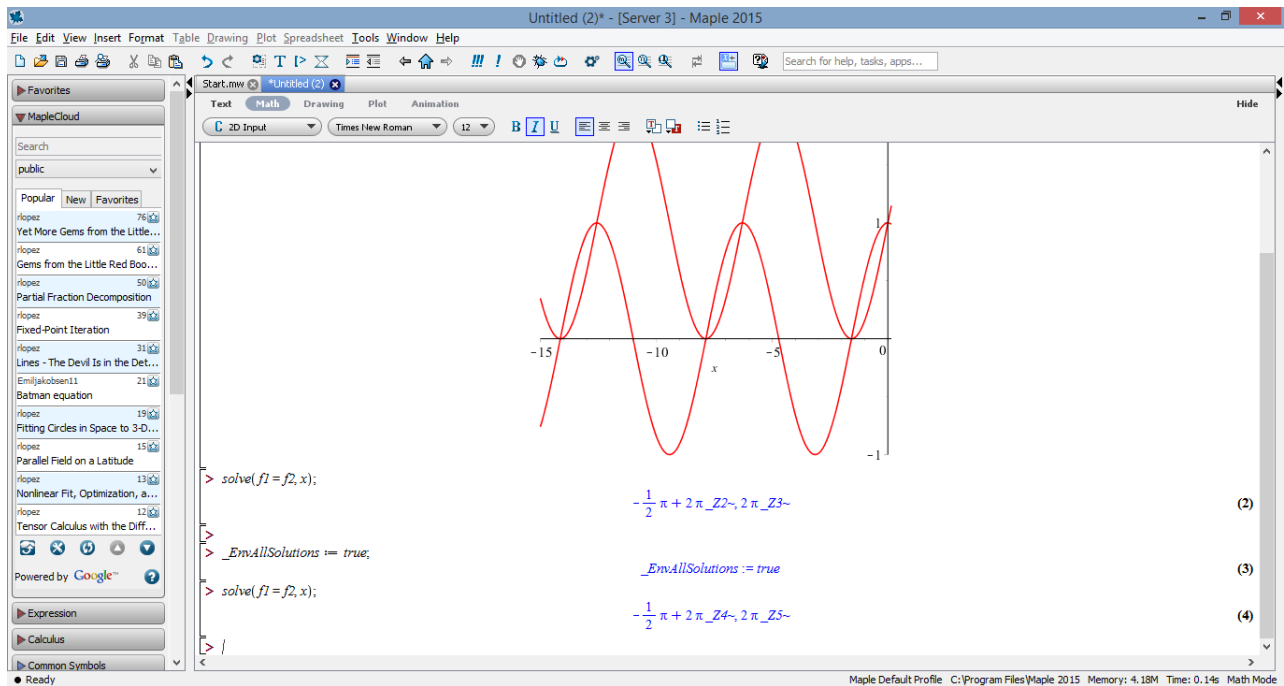 Untitled (2)* - [Server 3] - Maple 2015
File Edit View Insert Format Table Drawing Plot Spreadsheet Tools Window Help
Search for help, tasks, apps...
Favorites
MapleCloud
Search
public
Popular New Favorites
rlopez 76
Yet More Gems from the Little...
rlopez 61
Gems from the Little Red Boo...
rlopez 50
Partial Fraction Decomposition
rlopez 39
Fixed-Point Iteration
rlopez 31
Lines - The Devil Is in the Det...
Emiljakobsen11 21
Batman equation
rlopez 19
Fitting Circles in Space to 3-D...
rlopez 15
Parallel Field on a Latitude
rlopez 13
Nonlinear Fit, Optimization, a...
rlopez 12
Tensor Calculus with the Diff...
Powered by Google™
Expression
Calculus
Common Symbols
Start.mw *Untitled (2)
Text Math Drawing Plot Animation Hide
C 2D Input Times New Roman 12 B I U
1
-15 -10 -5 0
x
-1
> solve(f1 = f2, x);
-1/2 π + 2 π _Z2~, 2 π _Z3~ (2)
>
> _EnvAllSolutions := true;
_EnvAllSolutions := true (3)
> solve(f1 = f2, x);
-1/2 π + 2 π _Z4~, 2 π _Z5~ (4)
>
Ready
Maple Default Profile C:\Program Files\Maple 2015 Memory: 4.18M Time: 0.14s Math Mode